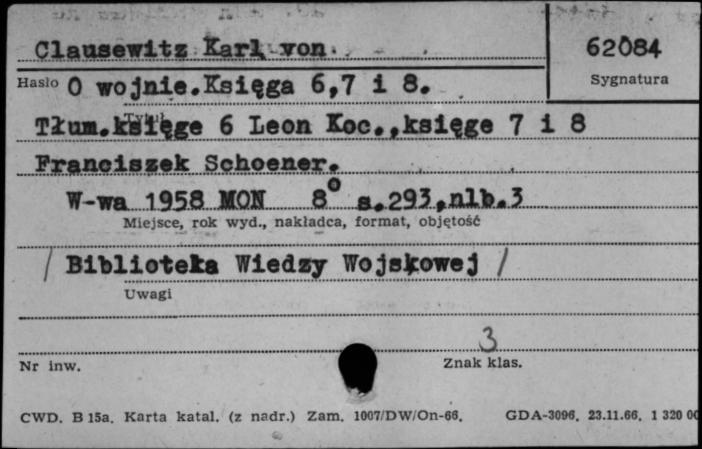 Clausewitz Karl von
62084
Hasło O wojnie.Księga 6,7 i 8.
Sygnatura
Tytuł
Tłum.księgę 6 Leon Koc.,księgę 7 i 8
Franciszek Schoener.
W-wa 1958 MON 8° s.293,nlb.3
Miejsce, rok wyd., nakładca, format, objętość
/ Biblioteka Wiedzy Wojskowej /
Uwagi
3
Nr inw.
Znak klas.
CWD. B 15a. Karta katal. (z nadr.) Zam. 1007/DW/On-66. GDA-3096. 23.11.66. 1 320 00